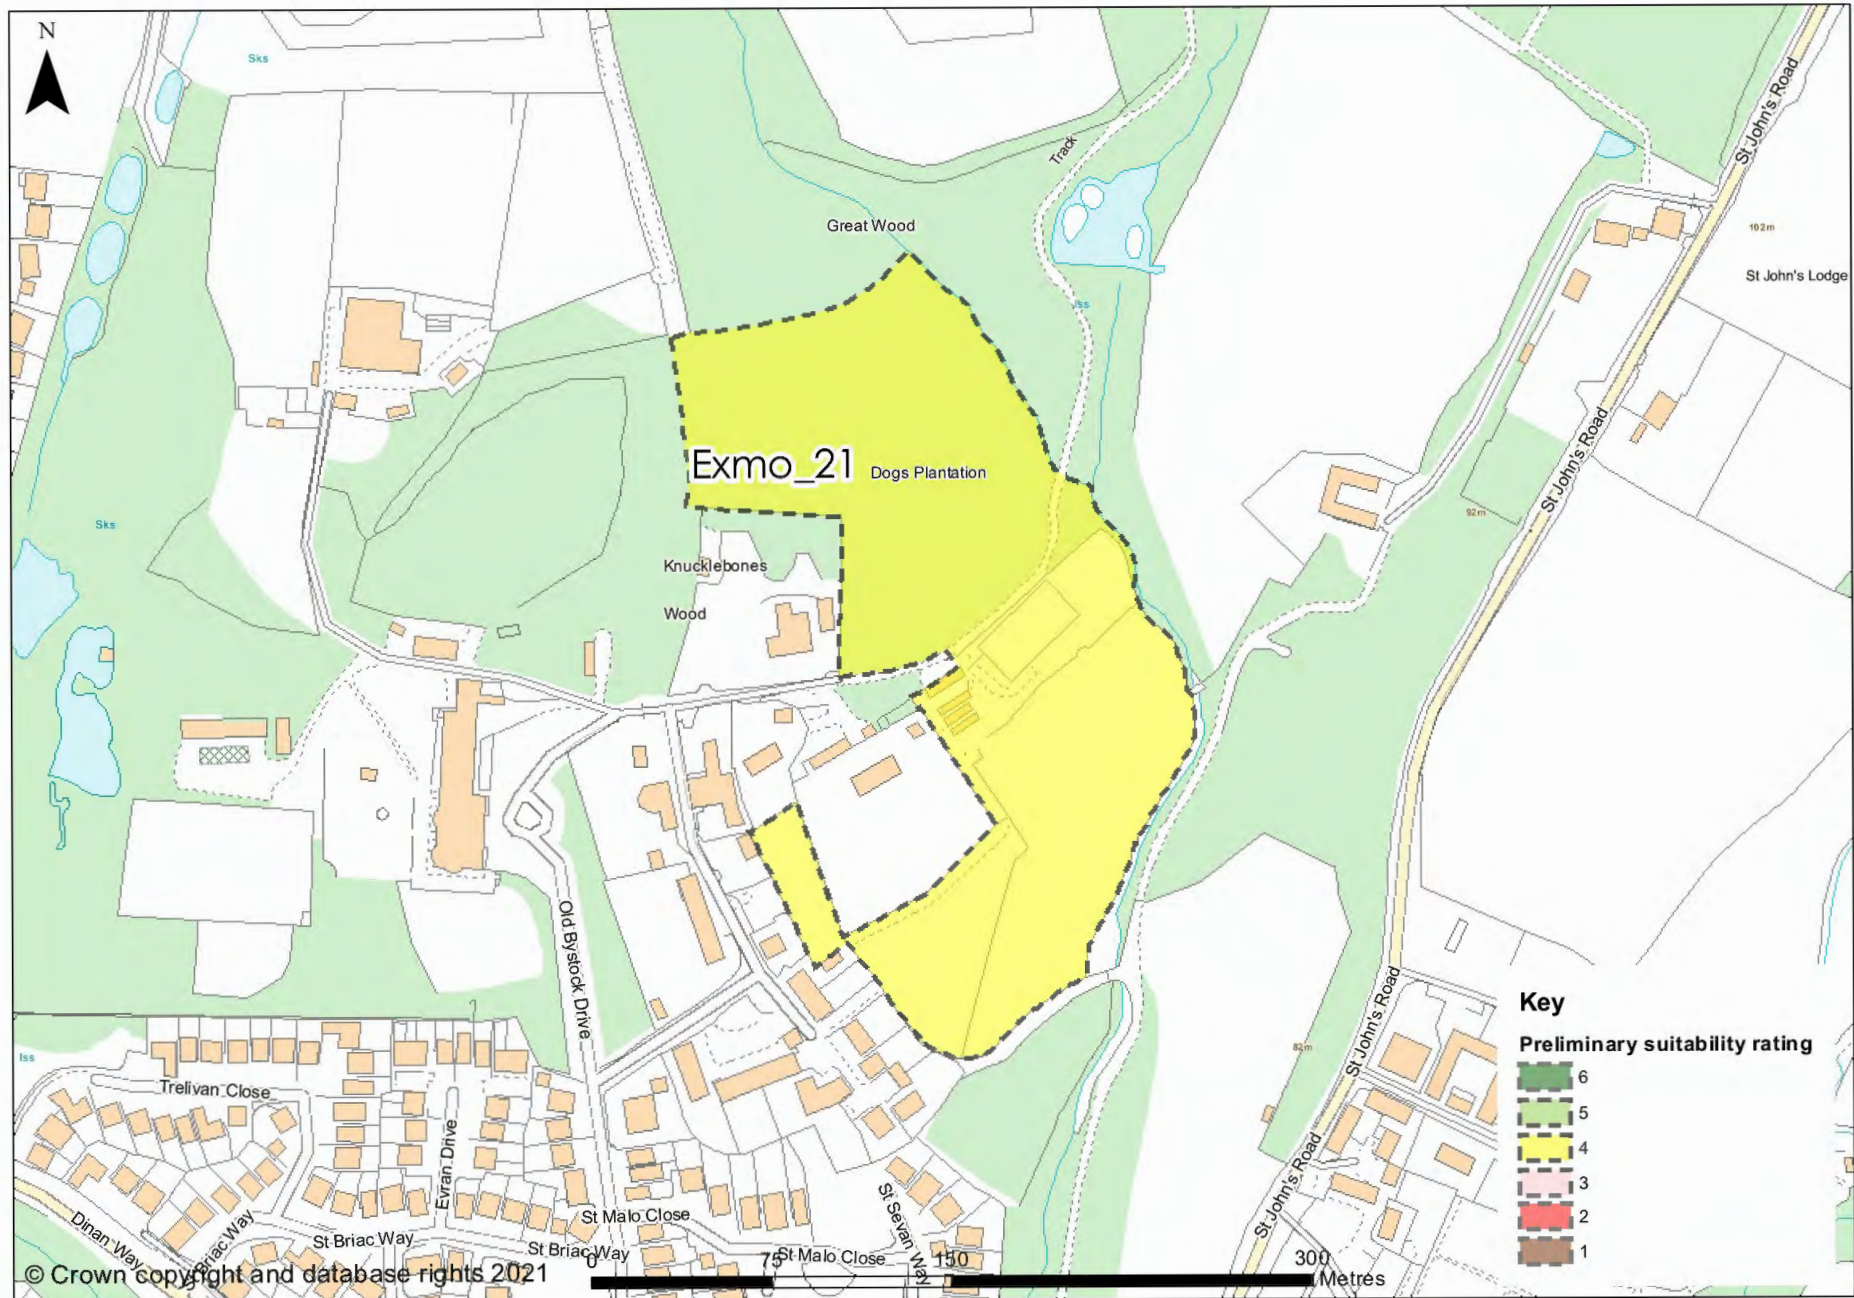 N
Sks
St John's Road
Track
Great Wood
102m
St John's Lodge
Iss
Exmo_21
Dogs Plantation
St John's Road
92m
Sks
Knucklebones
Wood
Old Bystock Drive
St John's Road
82m
Iss
Trelivan Close
Evran Drive
St John's Road
St Malo Close
St Sevan Way
Dinan Way
St Briac Way
St Briac Way
St Briac Way
St Malo Close
Key
Preliminary suitability rating
6
5
4
3
2
1
0 75 150 300
Metres
© Crown copyright and database rights 2021